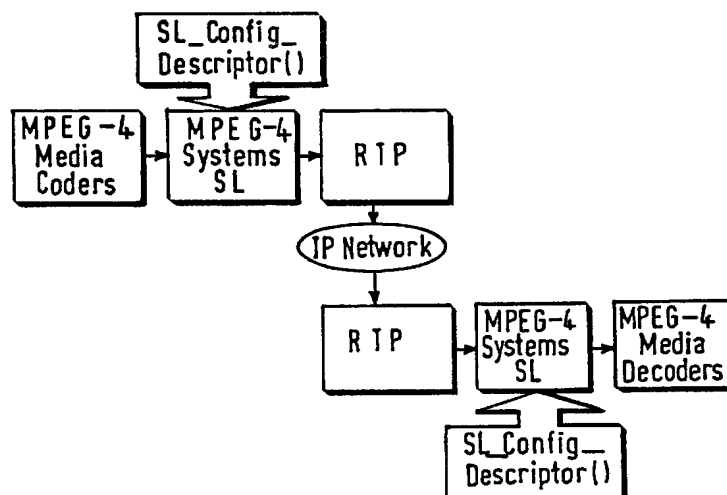 SL_Config_
Descriptor()
MPEG-4
Media
Coders
MPEG-4
Systems
SL
RTP
IP Network
RTP
MPEG-4
Systems
SL
MPEG-4
Media
Decoders
SL_Config_
Descriptor()